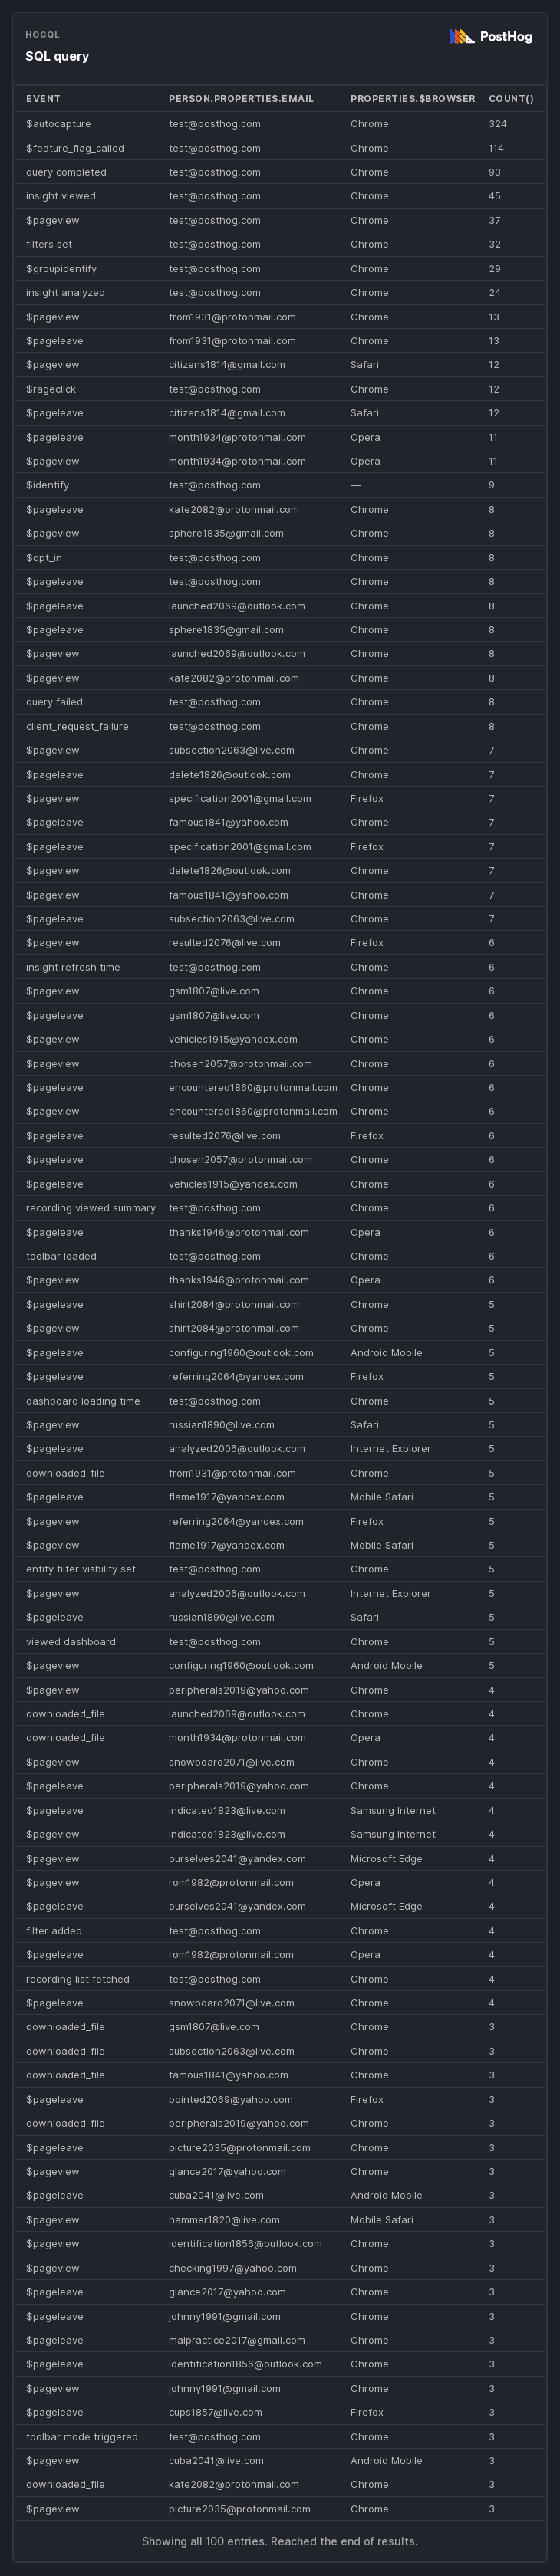 HOGQL
PostHog
SQL query
EVENT PERSON.PROPERTIES.EMAIL PROPERTIES.$BROWSER COUNT()
$autocapture test@posthog.com Chrome 324
$feature_flag_called test@posthog.com Chrome 114
query completed test@posthog.com Chrome 93
insight viewed test@posthog.com Chrome 45
$pageview test@posthog.com Chrome 37
filters set test@posthog.com Chrome 32
$groupidentify test@posthog.com Chrome 29
insight analyzed test@posthog.com Chrome 24
$pageview from1931@protonmail.com Chrome 13
$pageleave from1931@protonmail.com Chrome 13
$pageview citizens1814@gmail.com Safari 12
$rageclick test@posthog.com Chrome 12
$pageleave citizens1814@gmail.com Safari 12
$pageleave month1934@protonmail.com Opera 11
$pageview month1934@protonmail.com Opera 11
$identify test@posthog.com — 9
$pageleave kate2082@protonmail.com Chrome 8
$pageview sphere1835@gmail.com Chrome 8
$opt_in test@posthog.com Chrome 8
$pageleave test@posthog.com Chrome 8
$pageleave launched2069@outlook.com Chrome 8
$pageleave sphere1835@gmail.com Chrome 8
$pageview launched2069@outlook.com Chrome 8
$pageview kate2082@protonmail.com Chrome 8
query failed test@posthog.com Chrome 8
client_request_failure test@posthog.com Chrome 8
$pageview subsection2063@live.com Chrome 7
$pageleave delete1826@outlook.com Chrome 7
$pageview specification2001@gmail.com Firefox 7
$pageleave famous1841@yahoo.com Chrome 7
$pageleave specification2001@gmail.com Firefox 7
$pageview delete1826@outlook.com Chrome 7
$pageview famous1841@yahoo.com Chrome 7
$pageleave subsection2063@live.com Chrome 7
$pageview resulted2076@live.com Firefox 6
insight refresh time test@posthog.com Chrome 6
$pageview gsm1807@live.com Chrome 6
$pageleave gsm1807@live.com Chrome 6
$pageview vehicles1915@yandex.com Chrome 6
$pageview chosen2057@protonmail.com Chrome 6
$pageleave encountered1860@protonmail.com Chrome 6
$pageview encountered1860@protonmail.com Chrome 6
$pageleave resulted2076@live.com Firefox 6
$pageleave chosen2057@protonmail.com Chrome 6
$pageleave vehicles1915@yandex.com Chrome 6
recording viewed summary test@posthog.com Chrome 6
$pageleave thanks1946@protonmail.com Opera 6
toolbar loaded test@posthog.com Chrome 6
$pageview thanks1946@protonmail.com Opera 6
$pageleave shirt2084@protonmail.com Chrome 5
$pageview shirt2084@protonmail.com Chrome 5
$pageleave configuring1960@outlook.com Android Mobile 5
$pageleave referring2064@yandex.com Firefox 5
dashboard loading time test@posthog.com Chrome 5
$pageview russian1890@live.com Safari 5
$pageleave analyzed2006@outlook.com Internet Explorer 5
downloaded_file from1931@protonmail.com Chrome 5
$pageleave flame1917@yandex.com Mobile Safari 5
$pageview referring2064@yandex.com Firefox 5
$pageview flame1917@yandex.com Mobile Safari 5
entity filter visbility set test@posthog.com Chrome 5
$pageview analyzed2006@outlook.com Internet Explorer 5
$pageleave russian1890@live.com Safari 5
viewed dashboard test@posthog.com Chrome 5
$pageview configuring1960@outlook.com Android Mobile 5
$pageview peripherals2019@yahoo.com Chrome 4
downloaded_file launched2069@outlook.com Chrome 4
downloaded_file month1934@protonmail.com Opera 4
$pageview snowboard2071@live.com Chrome 4
$pageleave peripherals2019@yahoo.com Chrome 4
$pageleave indicated1823@live.com Samsung Internet 4
$pageview indicated1823@live.com Samsung Internet 4
$pageview ourselves2041@yandex.com Microsoft Edge 4
$pageview rom1982@protonmail.com Opera 4
$pageleave ourselves2041@yandex.com Microsoft Edge 4
filter added test@posthog.com Chrome 4
$pageleave rom1982@protonmail.com Opera 4
recording list fetched test@posthog.com Chrome 4
$pageleave snowboard2071@live.com Chrome 4
downloaded_file gsm1807@live.com Chrome 3
downloaded_file subsection2063@live.com Chrome 3
downloaded_file famous1841@yahoo.com Chrome 3
$pageleave pointed2069@yahoo.com Firefox 3
downloaded_file peripherals2019@yahoo.com Chrome 3
$pageleave picture2035@protonmail.com Chrome 3
$pageview glance2017@yahoo.com Chrome 3
$pageleave cuba2041@live.com Android Mobile 3
$pageview hammer1820@live.com Mobile Safari 3
$pageview identification1856@outlook.com Chrome 3
$pageview checking1997@yahoo.com Chrome 3
$pageleave glance2017@yahoo.com Chrome 3
$pageleave johnny1991@gmail.com Chrome 3
$pageleave malpractice2017@gmail.com Chrome 3
$pageleave identification1856@outlook.com Chrome 3
$pageview johnny1991@gmail.com Chrome 3
$pageleave cups1857@live.com Firefox 3
toolbar mode triggered test@posthog.com Chrome 3
$pageview cuba2041@live.com Android Mobile 3
downloaded_file kate2082@protonmail.com Chrome 3
$pageview picture2035@protonmail.com Chrome 3
Showing all 100 entries. Reached the end of results.